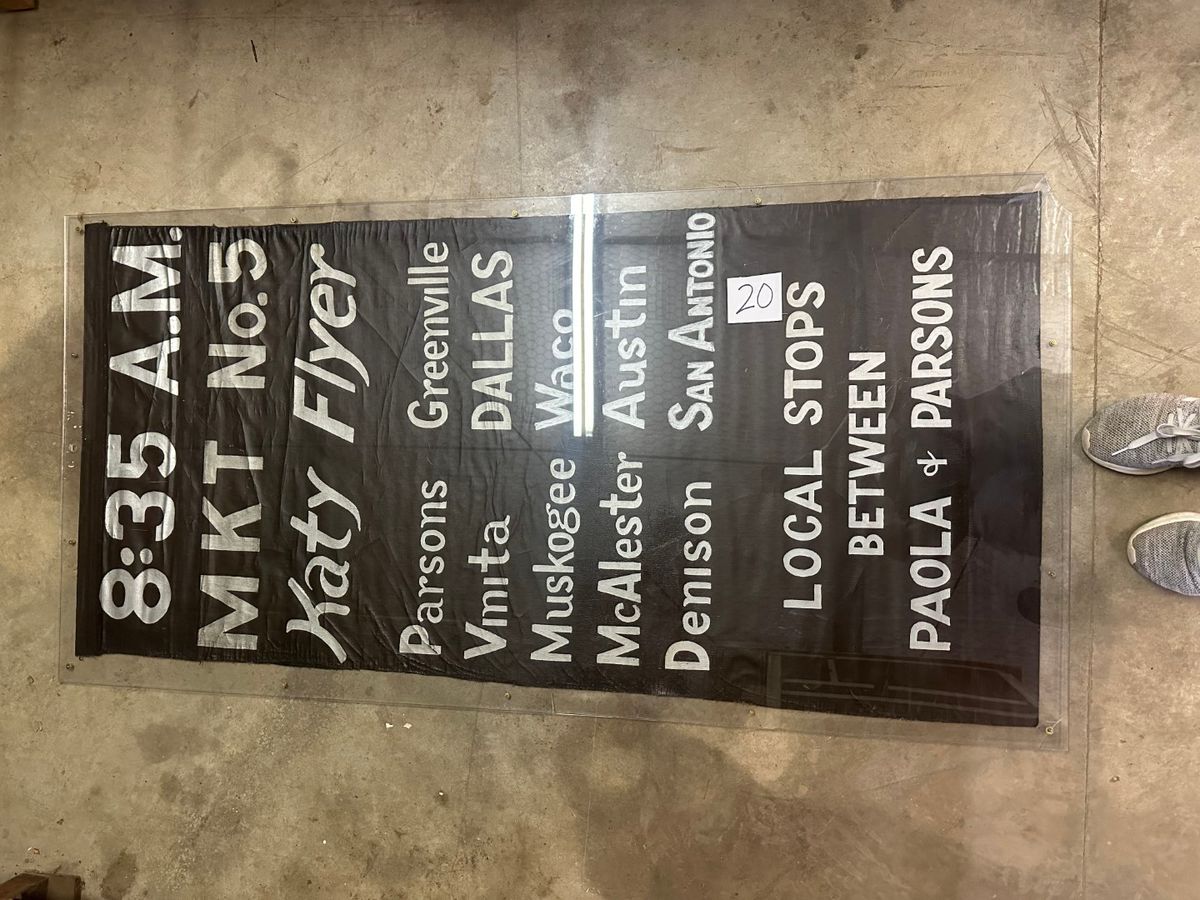 8:35 A.M.
MKT No.5
Katy Flyer
Parsons Greenville
Vinita DALLAS
Muskogee Waco
McAlester Austin
Denison SAN ANTONIO
20
LOCAL STOPS
BETWEEN
PAOLA & PARSONS